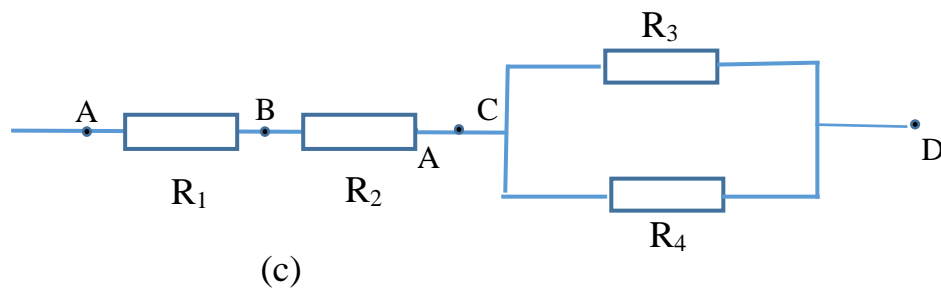 R₃
A B C
A D
R₁ R₂
R₄
(c)